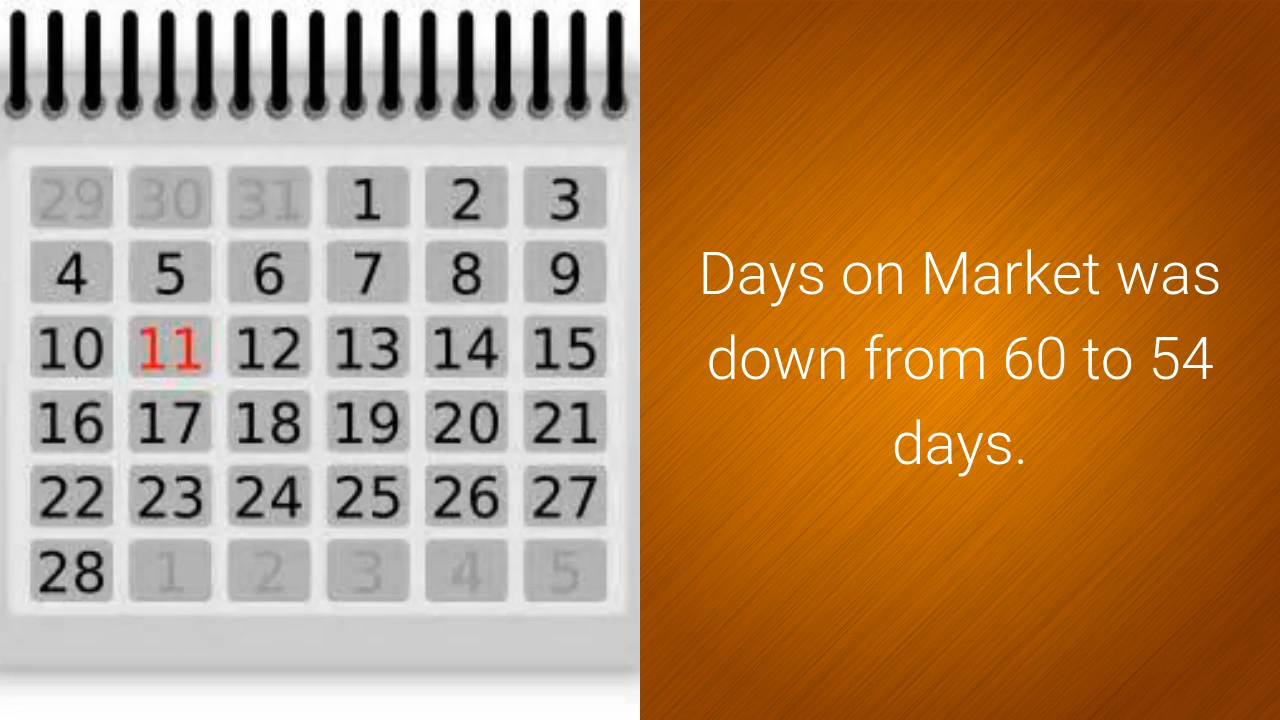 29 30 31 1 2 3
4 5 6 7 8 9
10 11 12 13 14 15
16 17 18 19 20 21
22 23 24 25 26 27
28 1 2 3 4 5
Days on Market was
down from 60 to 54
days.